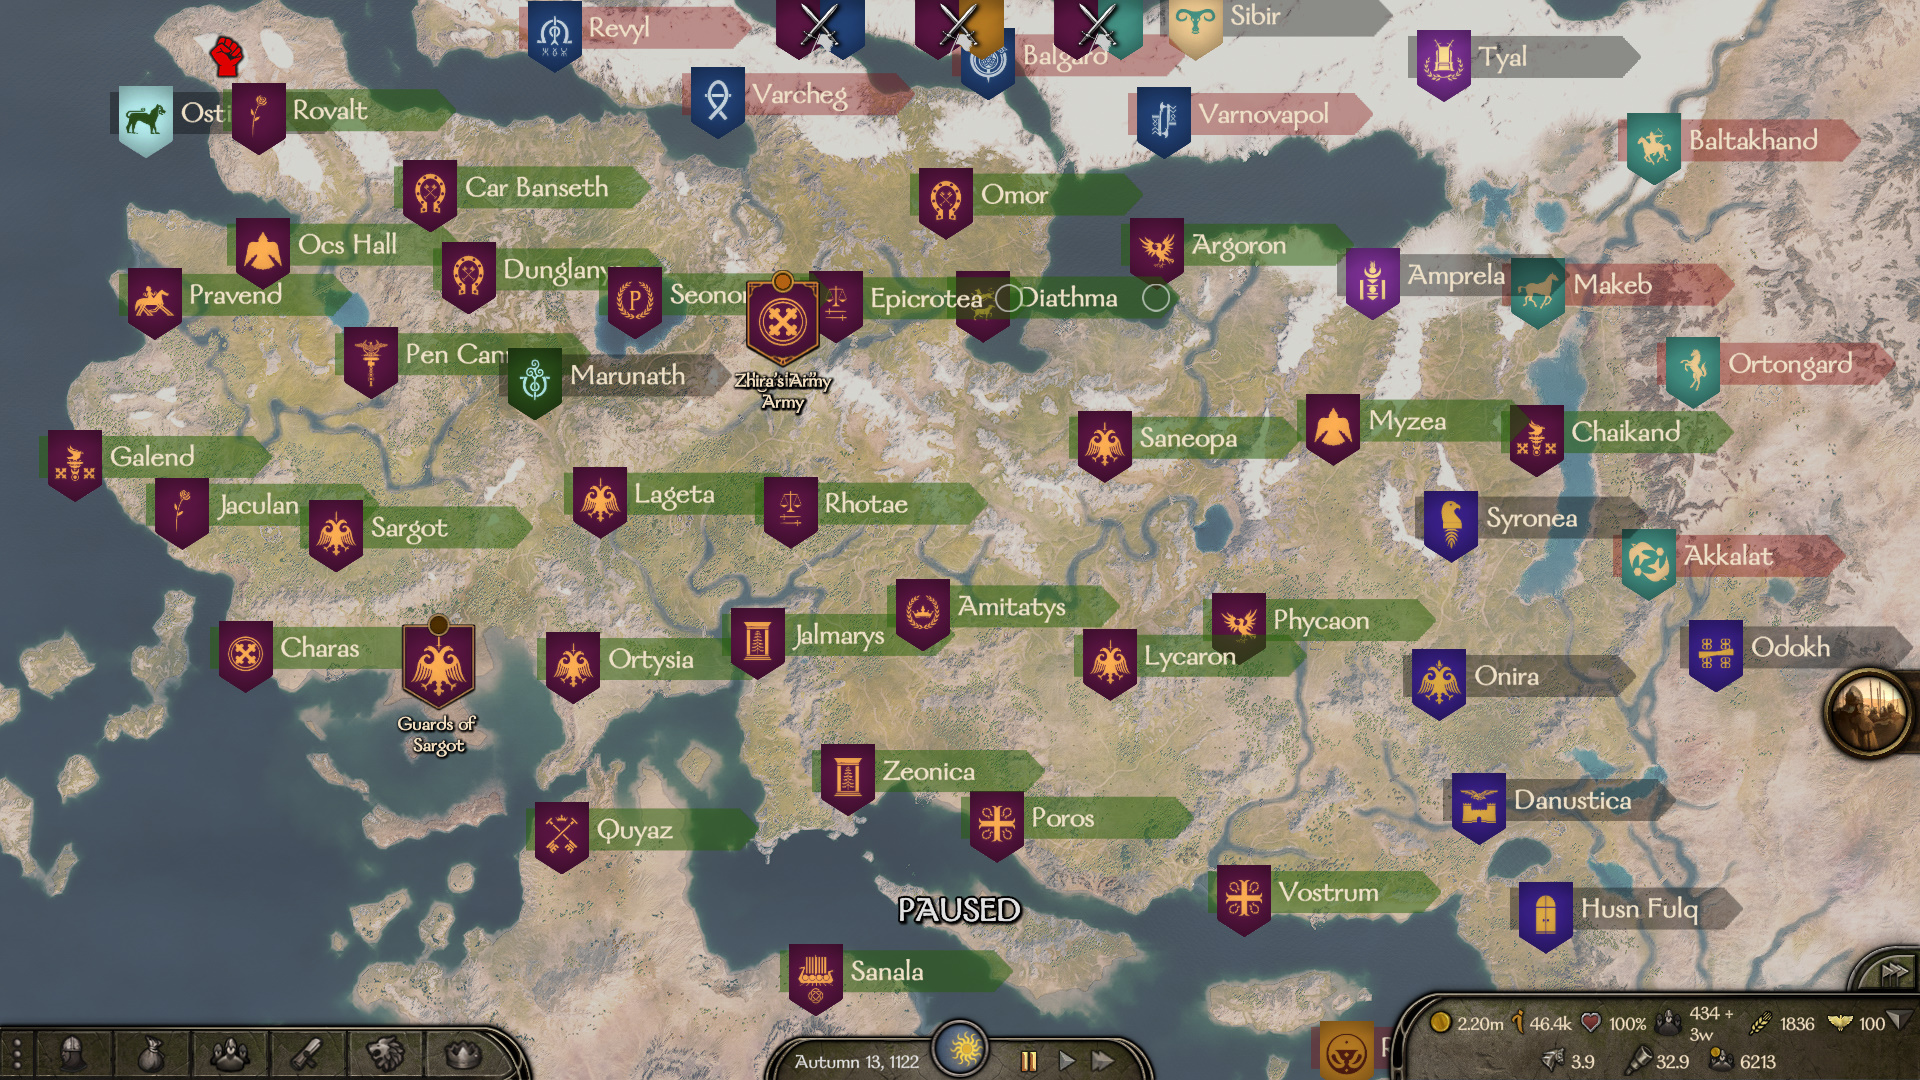 Revyl
Sibir
Balgard
Tyal
Varcheg
Rovalt
Varnovapol
Baltakhand
Car Banseth
Omor
Ocs Hall
Argoron
Dunglany
Amprela
Makeb
Pravend
Epicrotea
Diathma
Pen Can
Marunath
Ortongard
Zhira's Army
Army
Galend
Saneopa
Myzea
Chaikand
Jaculan
Sargot
Lageta
Rhotae
Syronea
Akkalat
Charas
Ortysia
Jalmarys
Amitatys
Phycaon
Lycaron
Odokh
Onira
Guards of
Sargot
Zeonica
Poros
Danustica
Quyaz
PAUSED
Vostrum
Husn Fulq
Sanala
Autumn 13, 1122
2.20m
46.4k
100%
434 +
3w
1836
100
3.9
32.9
6213
P